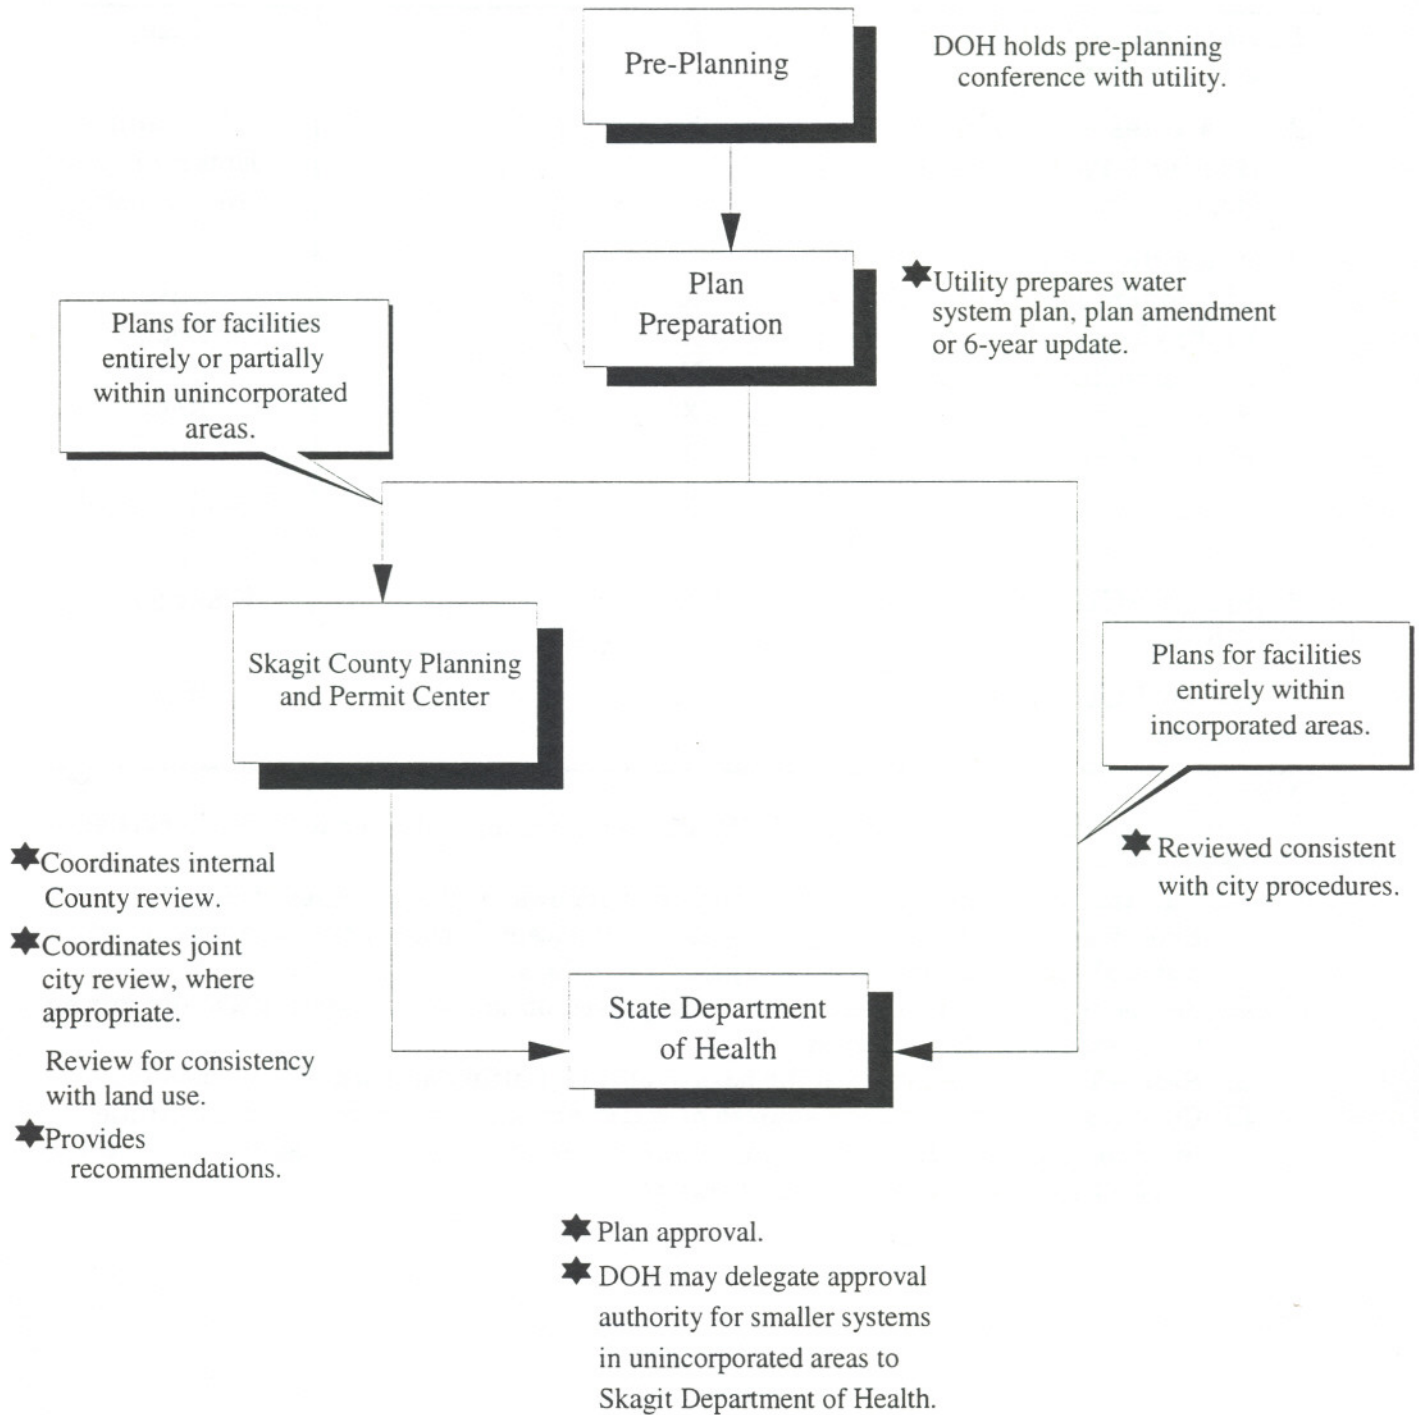 Pre-Planning
DOH holds pre-planning
conference with utility.
Plan
Preparation
Utility prepares water
system plan, plan amendment
or 6-year update.
Plans for facilities
entirely or partially
within unincorporated
areas.
Skagit County Planning
and Permit Center
Plans for facilities
entirely within
incorporated areas.
Reviewed consistent
with city procedures.
Coordinates internal
County review.
Coordinates joint
city review, where
appropriate.
Review for consistency
with land use.
Provides
recommendations.
State Department
of Health
Plan approval.
DOH may delegate approval
authority for smaller systems
in unincorporated areas to
Skagit Department of Health.